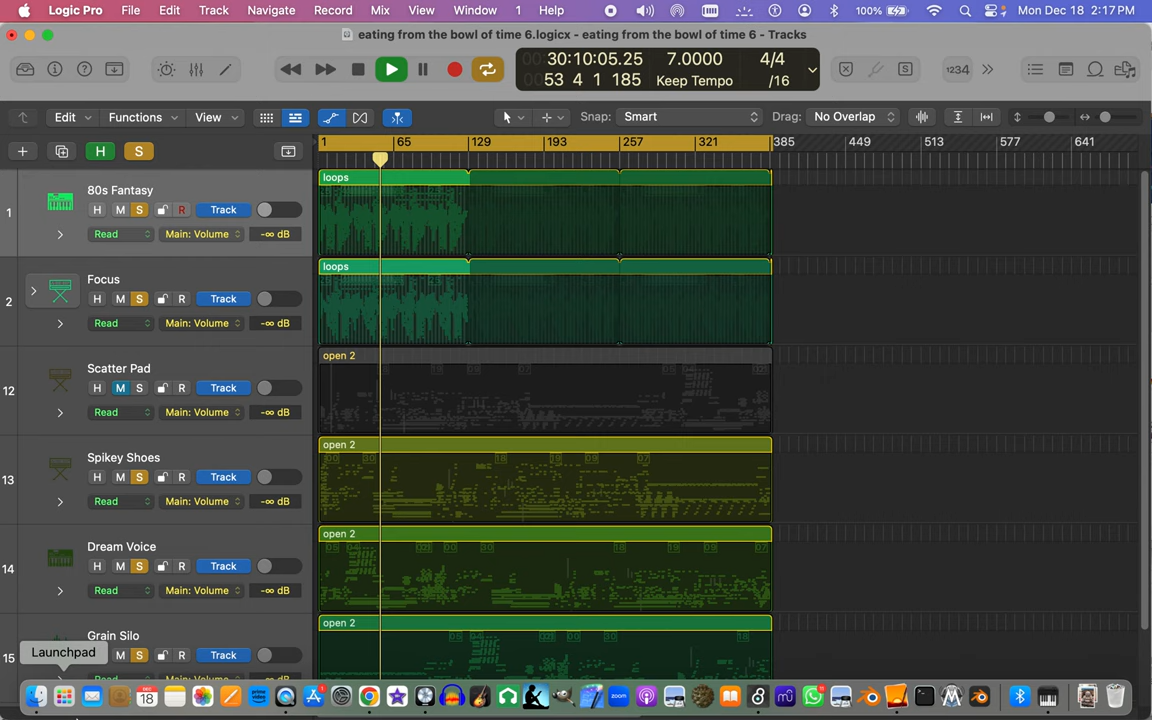 Logic Pro File Edit Track Navigate Record Mix View Window 1 Help 100% Mon Dec 18 2:17 PM
eating from the bowl of time 6.logicx - eating from the bowl of time 6 - Tracks
00:30:10:05.25 7.0000 4/4
0053 4 1 185 Keep Tempo /16
1234
Edit Functions View Snap: Smart Drag: No Overlap
H S
1 65 129 193 257 321 385 449 513 577 641
1 80s Fantasy
H M S R Track
Read Main: Volume -∞ dB
loops
2 Focus
H M S R Track
Read Main: Volume -∞ dB
loops
12 Scatter Pad
H M S R Track
Read Main: Volume -∞ dB
open 2
13 Spikey Shoes
H M S R Track
Read Main: Volume -∞ dB
open 2
14 Dream Voice
H M S R Track
Read Main: Volume -∞ dB
open 2
15 Grain Silo
M S R Track
open 2
Launchpad
DEC
18
prime video
zoom